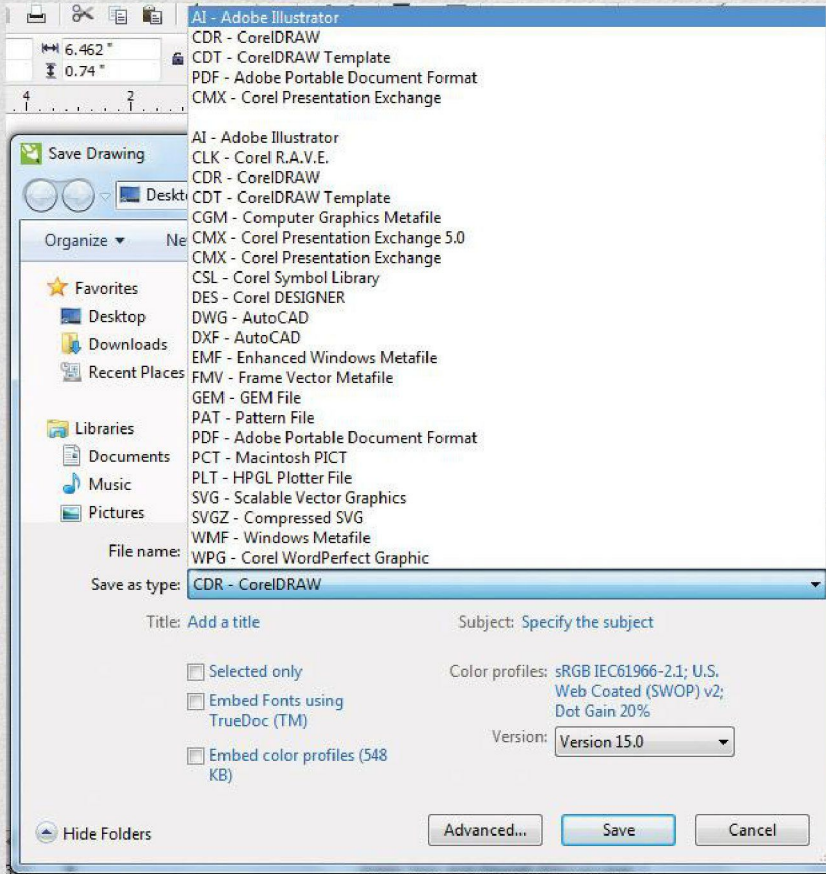 6.462 "
0.74 "
4 2
AI - Adobe Illustrator
CDR - CorelDRAW
CDT - CorelDRAW Template
PDF - Adobe Portable Document Format
CMX - Corel Presentation Exchange
AI - Adobe Illustrator
CLK - Corel R.A.V.E.
CDR - CorelDRAW
CDT - CorelDRAW Template
CGM - Computer Graphics Metafile
CMX - Corel Presentation Exchange 5.0
CMX - Corel Presentation Exchange
CSL - Corel Symbol Library
DES - Corel DESIGNER
DWG - AutoCAD
DXF - AutoCAD
EMF - Enhanced Windows Metafile
FMV - Frame Vector Metafile
GEM - GEM File
PAT - Pattern File
PDF - Adobe Portable Document Format
PCT - Macintosh PICT
PLT - HPGL Plotter File
SVG - Scalable Vector Graphics
SVGZ - Compressed SVG
WMF - Windows Metafile
WPG - Corel WordPerfect Graphic
Save Drawing
Deskt
Organize Ne
Favorites
Desktop
Downloads
Recent Places
Libraries
Documents
Music
Pictures
File name:
Save as type: CDR - CorelDRAW
Title: Add a title Subject: Specify the subject
Selected only
Embed Fonts using
TrueDoc (TM)
Embed color profiles (548
KB)
Color profiles: sRGB IEC61966-2.1; U.S.
Web Coated (SWOP) v2;
Dot Gain 20%
Version: Version 15.0
Hide Folders Advanced... Save Cancel